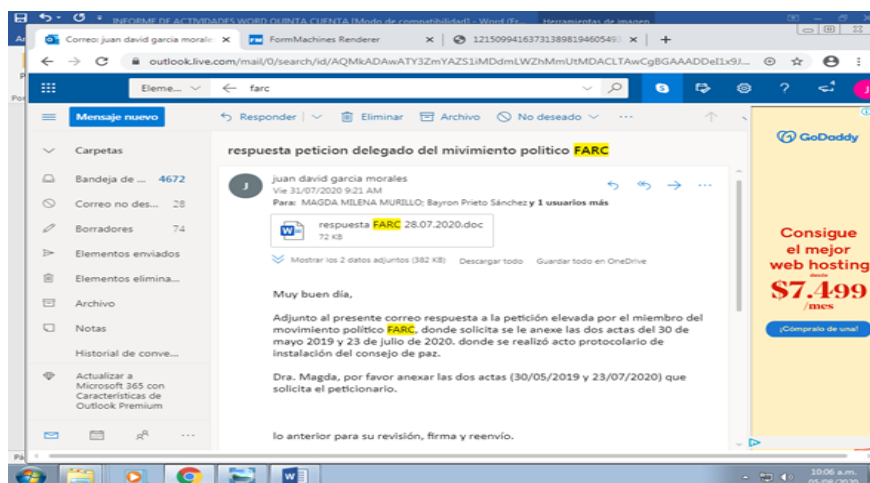 INFORME DE ACTIVIDADES WORD QUINTA CUENTA [Modo de compatibilidad] - Word (Er... Herramientas de imagen
Correo: juan david garcia morale
FormMachines Renderer
12150994163731389819460549
outlook.live.com/mail/0/search/id/
Eleme...
farc
Mensaje nuevo
Responder
Eliminar
Archivo
No deseado
Carpetas
Bandeja de ... 4672
Correo no des... 28
Borradores 74
Elementos enviados
Elementos elimina...
Archivo
Notas
Historial de conve...
Actualizar a
Microsoft 365 con
Características de
Outlook Premium
respuesta peticion delegado del mivimiento politico FARC
J
juan david garcia morales
Vie 31/07/2020 9:21 AM
Para: MAGDA MILENA MURILLO; Bayron Prieto Sánchez y 1 usuarios más
respuesta FARC 28.07.2020.doc
72 KB
Mostrar los 2 datos adjuntos (382 KB) Descargar todo Guardar todo en OneDrive
Muy buen día,
Adjunto al presente correo respuesta a la petición elevada por el miembro del
movimiento político FARC, donde solicita se le anexe las dos actas del 30 de
mayo 2019 y 23 de julio de 2020. donde se realizó acto protocolario de
instalación del consejo de paz.
Dra. Magda, por favor anexar las dos actas (30/05/2019 y 23/07/2020) que
solicita el peticionario.
lo anterior para su revisión, firma y reenvío.
GoDaddy
Consigue
el mejor
web hosting
desde
$7.499
/mes
¡Cómpralo de una!
10:06 a.m.
05/08/2020